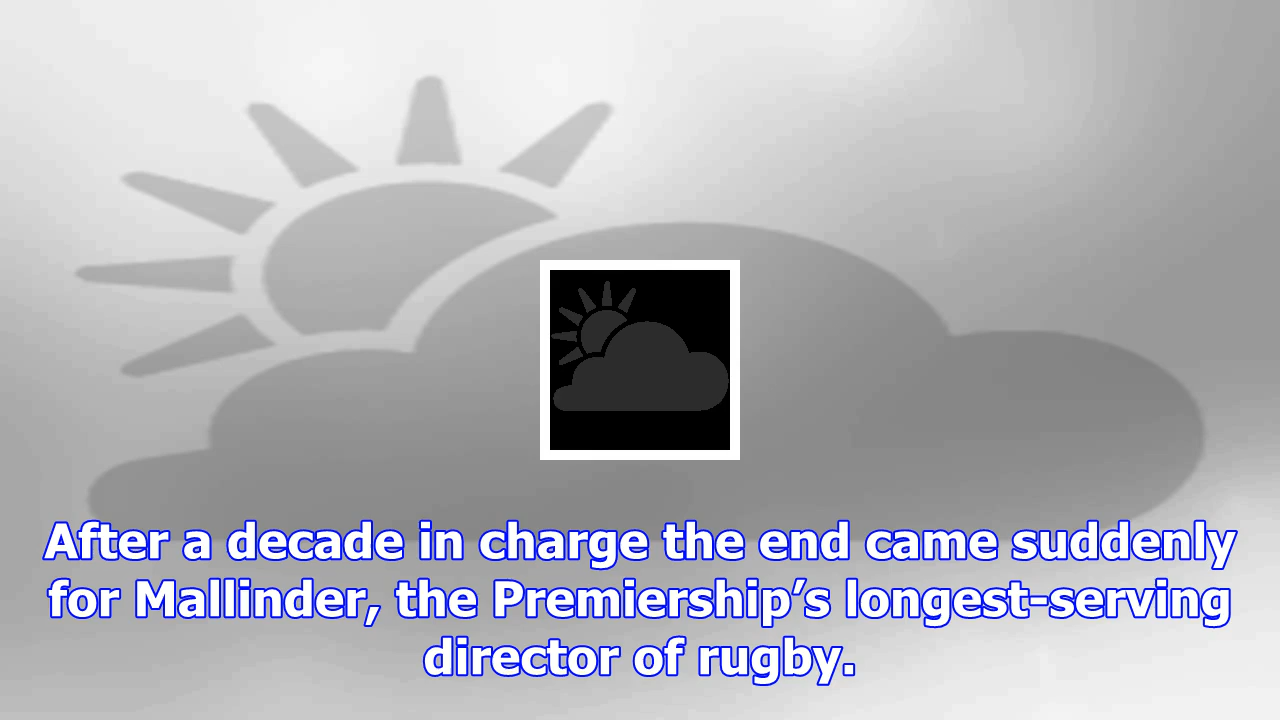 After a decade in charge the end came suddenly
for Mallinder, the Premiership’s longest-serving
director of rugby.